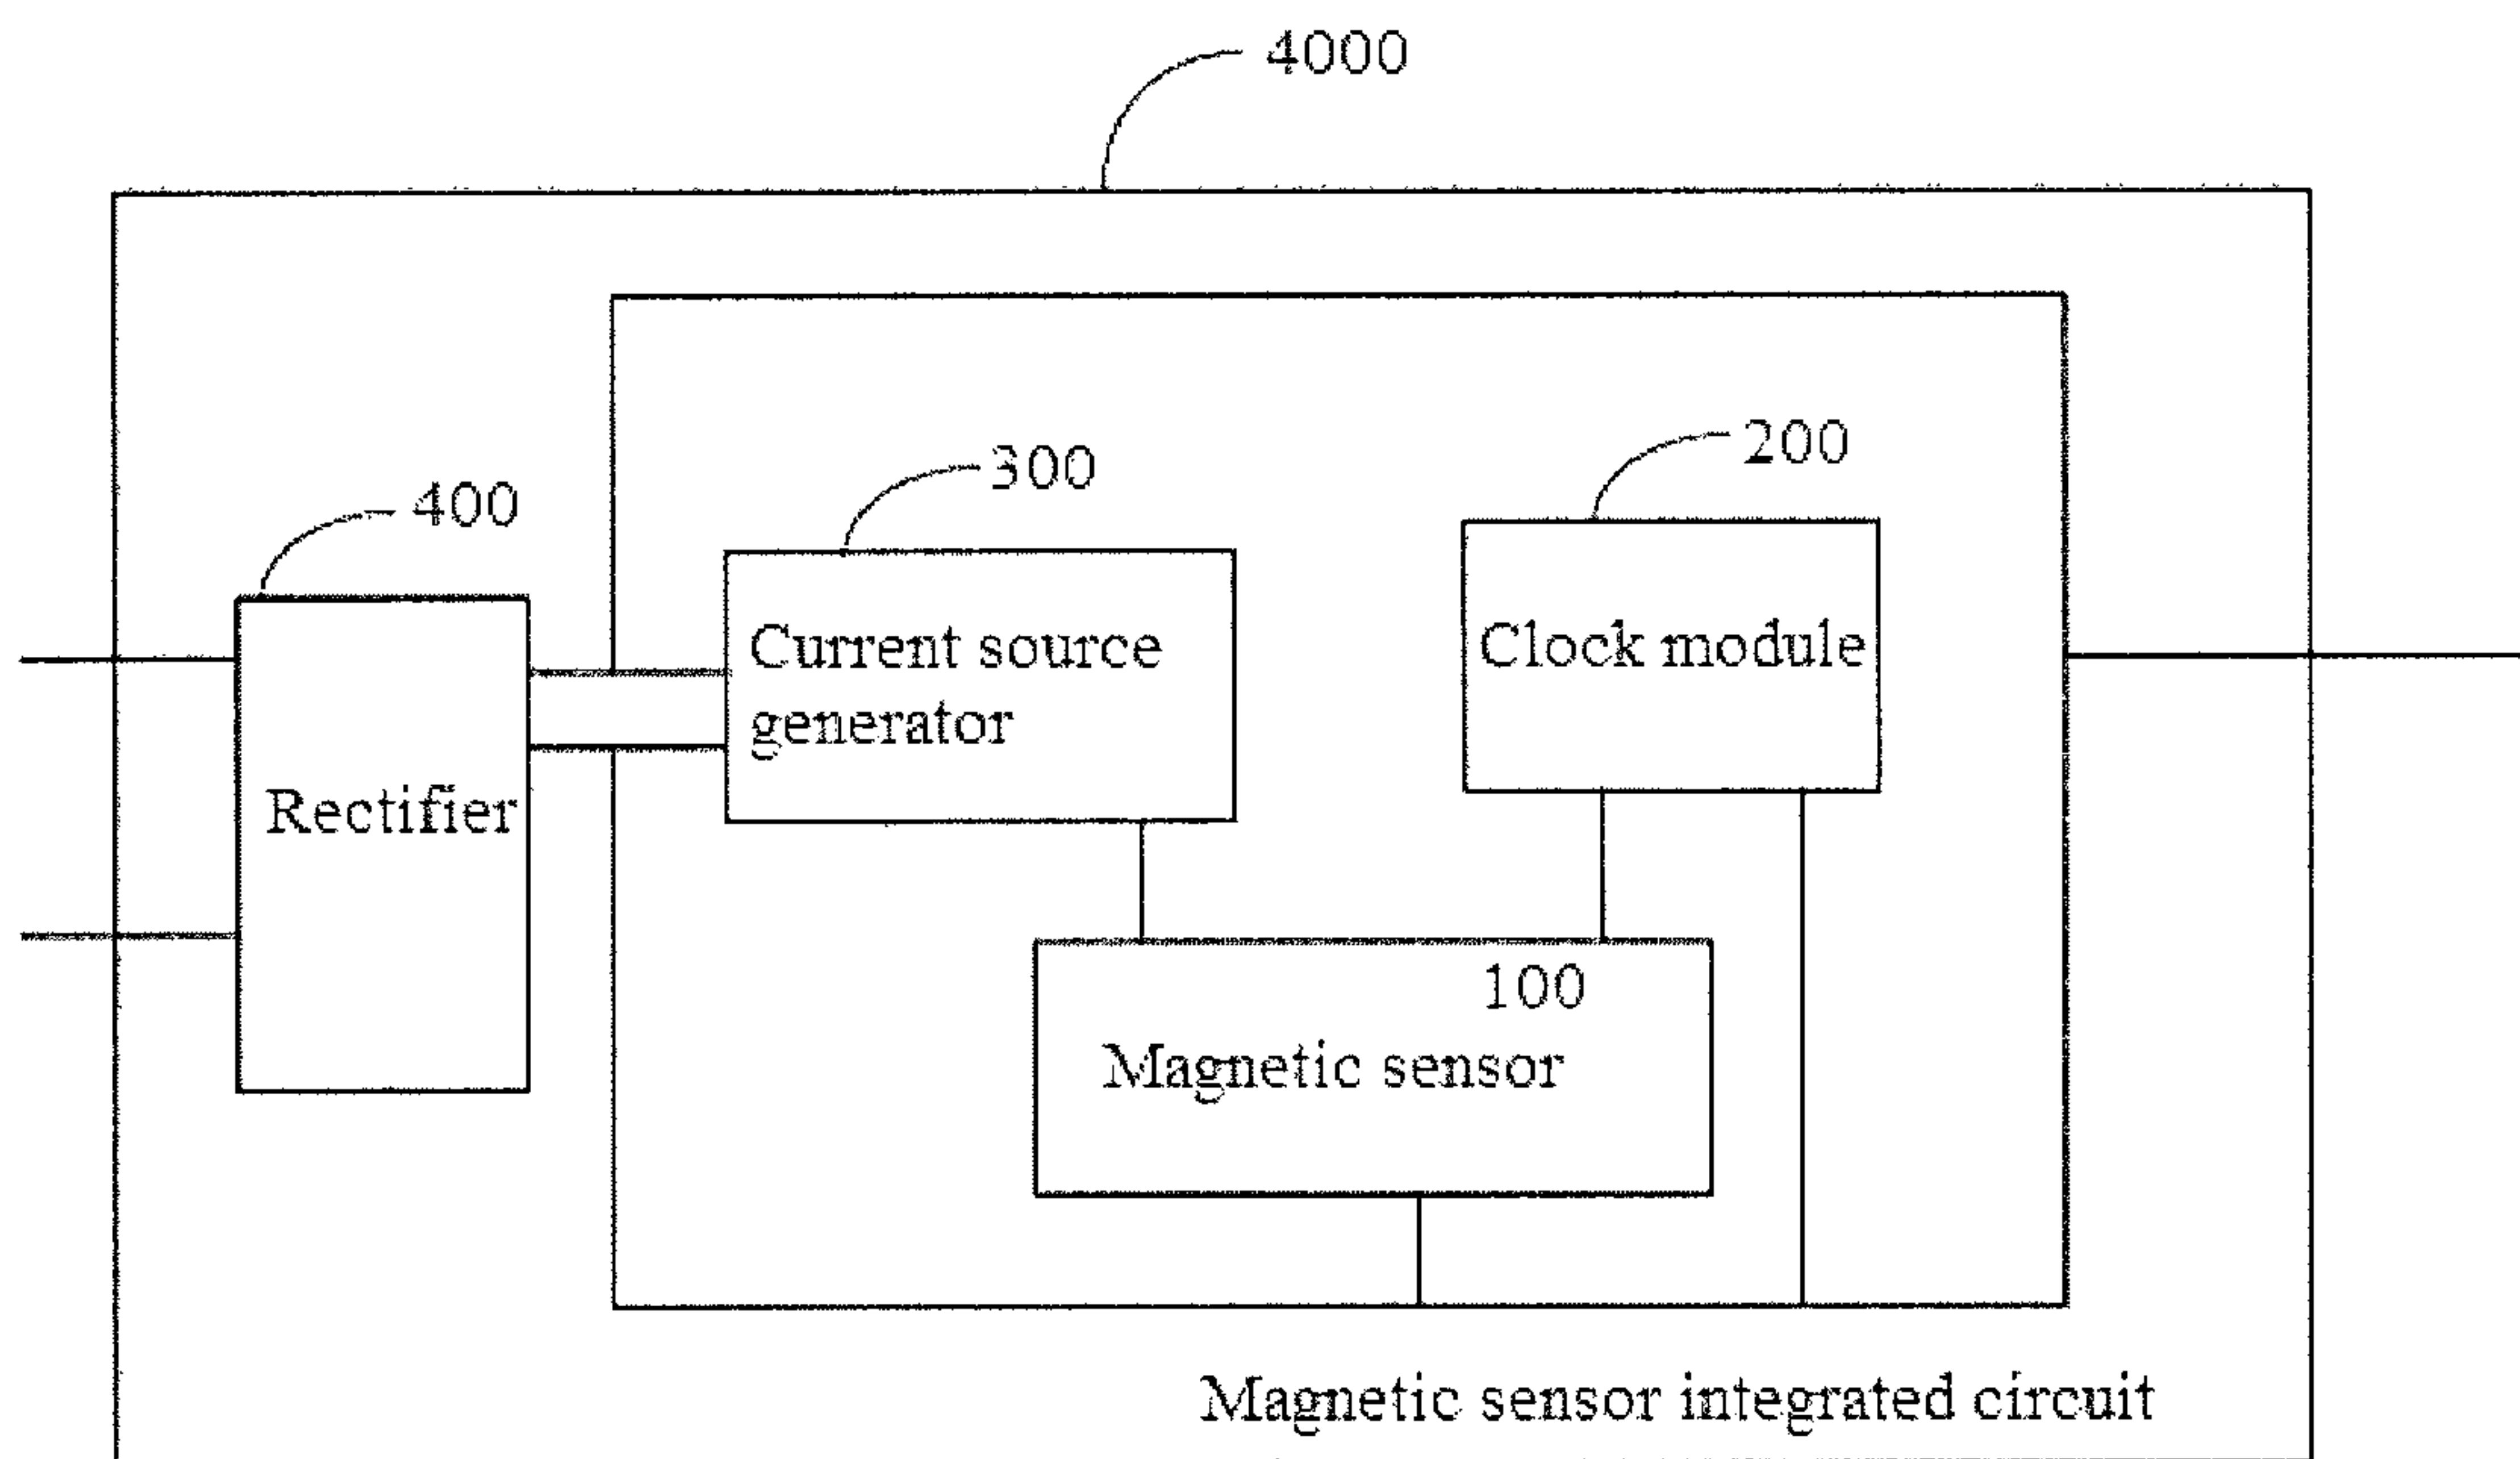 4000
200
300
400
Current source
generator
Clock module
Rectifier
100
Magnetic sensor
Magnetic sensor integrated circuit